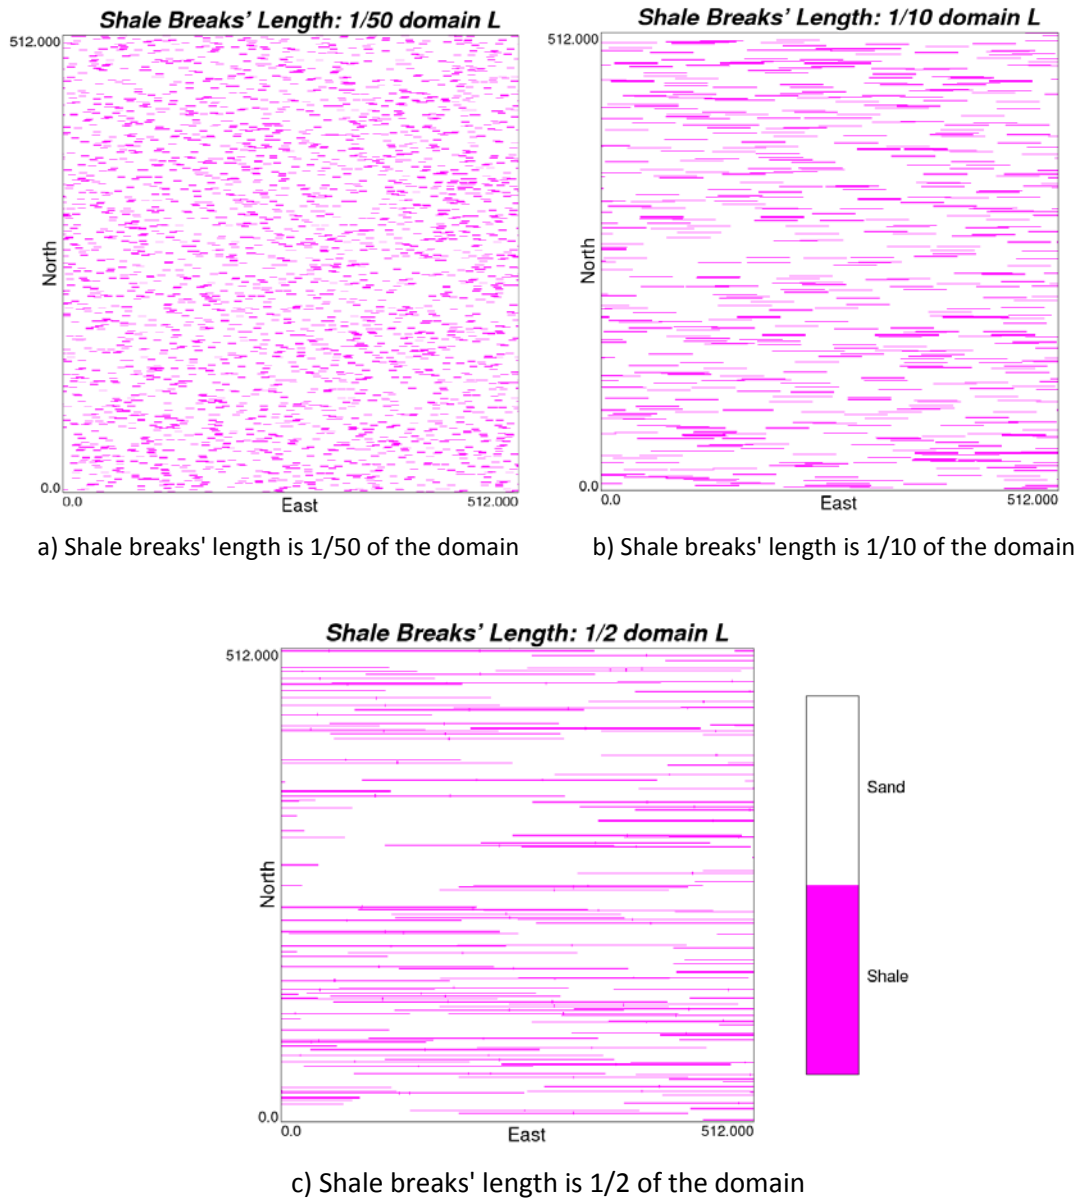 Shale Breaks' Length: 1/50 domain L
512.000
North
0.0
0.0
East
512.000
a) Shale breaks' length is 1/50 of the domain
Shale Breaks' Length: 1/10 domain L
512.000
North
0.0
0.0
East
512.000
b) Shale breaks' length is 1/10 of the domain
Shale Breaks' Length: 1/2 domain L
512.000
North
0.0
0.0
East
512.000
Sand
Shale
c) Shale breaks' length is 1/2 of the domain